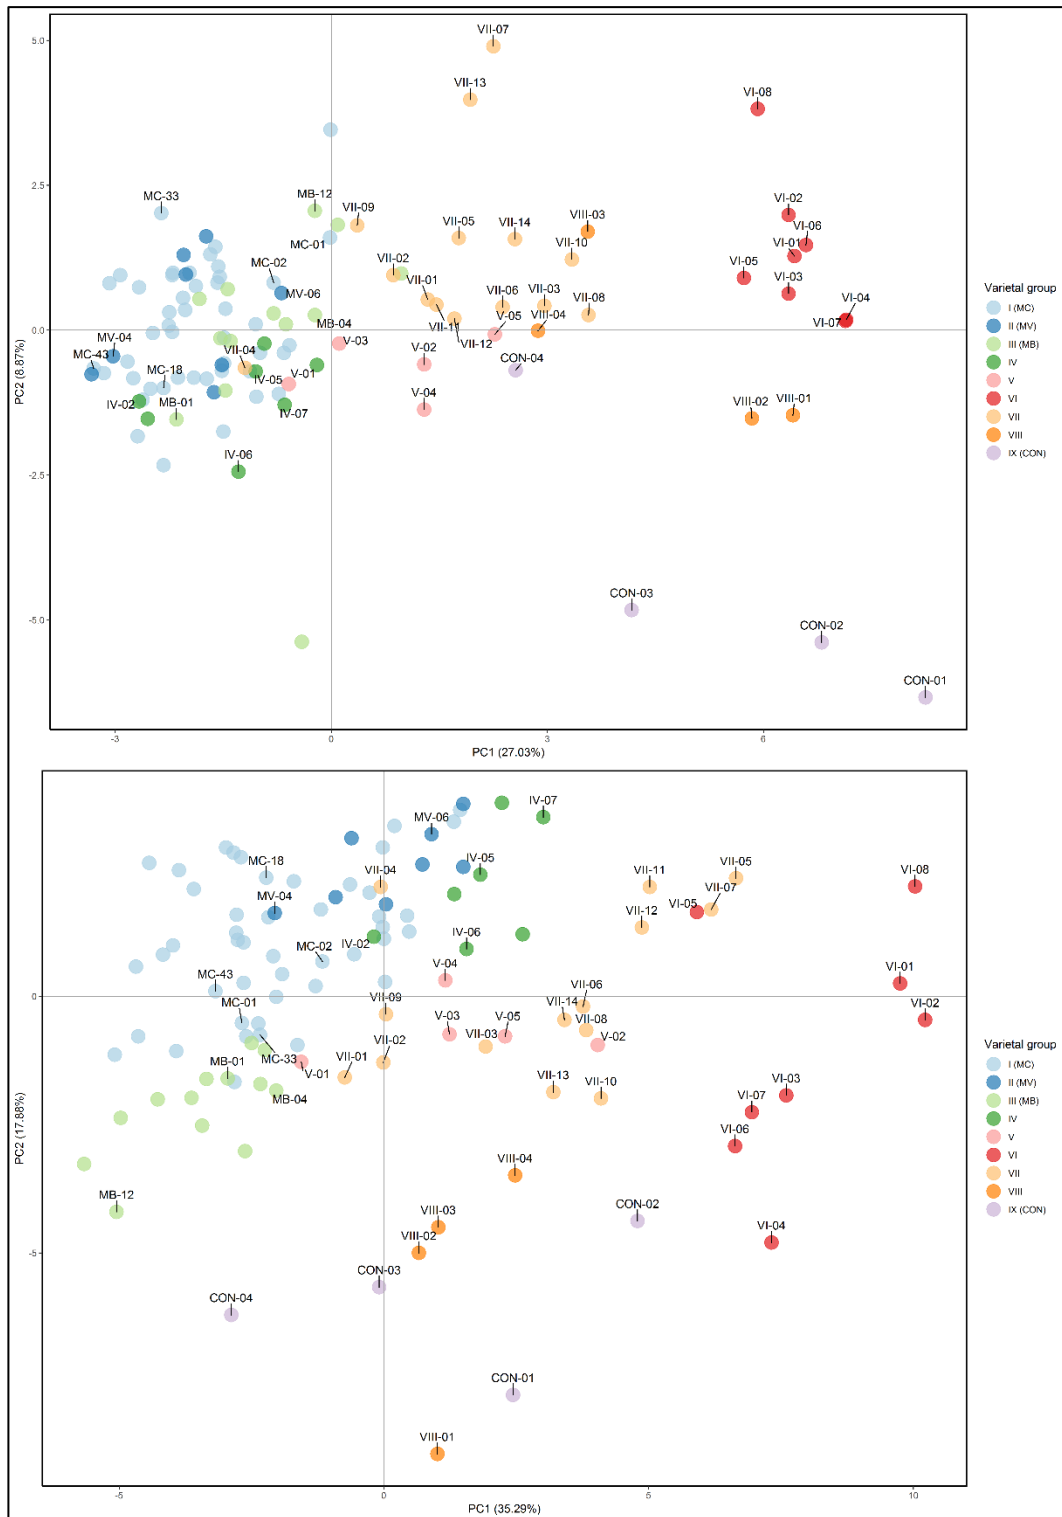 VII-07
5.0
VII-13
VI-08
2.5
MC-33
MB-12
VII-09
VI-02
VII-05
VII-14
VIII-03
VI-06
MC-01
VI-01
VII-10
MC-02
VII-02
VI-05
VI-03
MV-06
VII-01
VII-06
VII-03
VII-08
VI-04
MB-04
VII-11
V-05
VIII-04
VI-07
0.0
MV-04
V-03
VII-12
MC-43
VII-04
V-02
CON-04
MC-18
IV-05
V-01
V-04
IV-02
MB-01
IV-07
VIII-02
VIII-01
IV-06
-2.5
CON-03
-5.0
CON-02
CON-01
PC2 (8.87%)
-3
0
3
6
PC1 (27.03%)
Varietal group
I (MC)
II (MV)
III (MB)
IV
V
VI
VII
VIII
IX (CON)
IV-07
MV-06
MC-18
VII-04
IV-05
VII-11
VII-05
VI-08
MV-04
VI-05
VII-07
VII-12
MC-02
IV-02
IV-06
V-04
MC-43
VI-01
0
MC-01
VII-09
VII-14
VII-06
VI-02
V-03
V-05
VII-08
MC-33
VII-02
VII-03
V-02
MB-01
V-01
VII-01
MB-04
VII-13
VII-10
VI-03
VI-07
VI-06
MB-12
VIII-04
VIII-03
CON-02
VI-04
VIII-02
-5
CON-03
CON-04
CON-01
VIII-01
PC2 (17.88%)
-5
0
5
10
PC1 (35.29%)
Varietal group
I (MC)
II (MV)
III (MB)
IV
V
VI
VII
VIII
IX (CON)